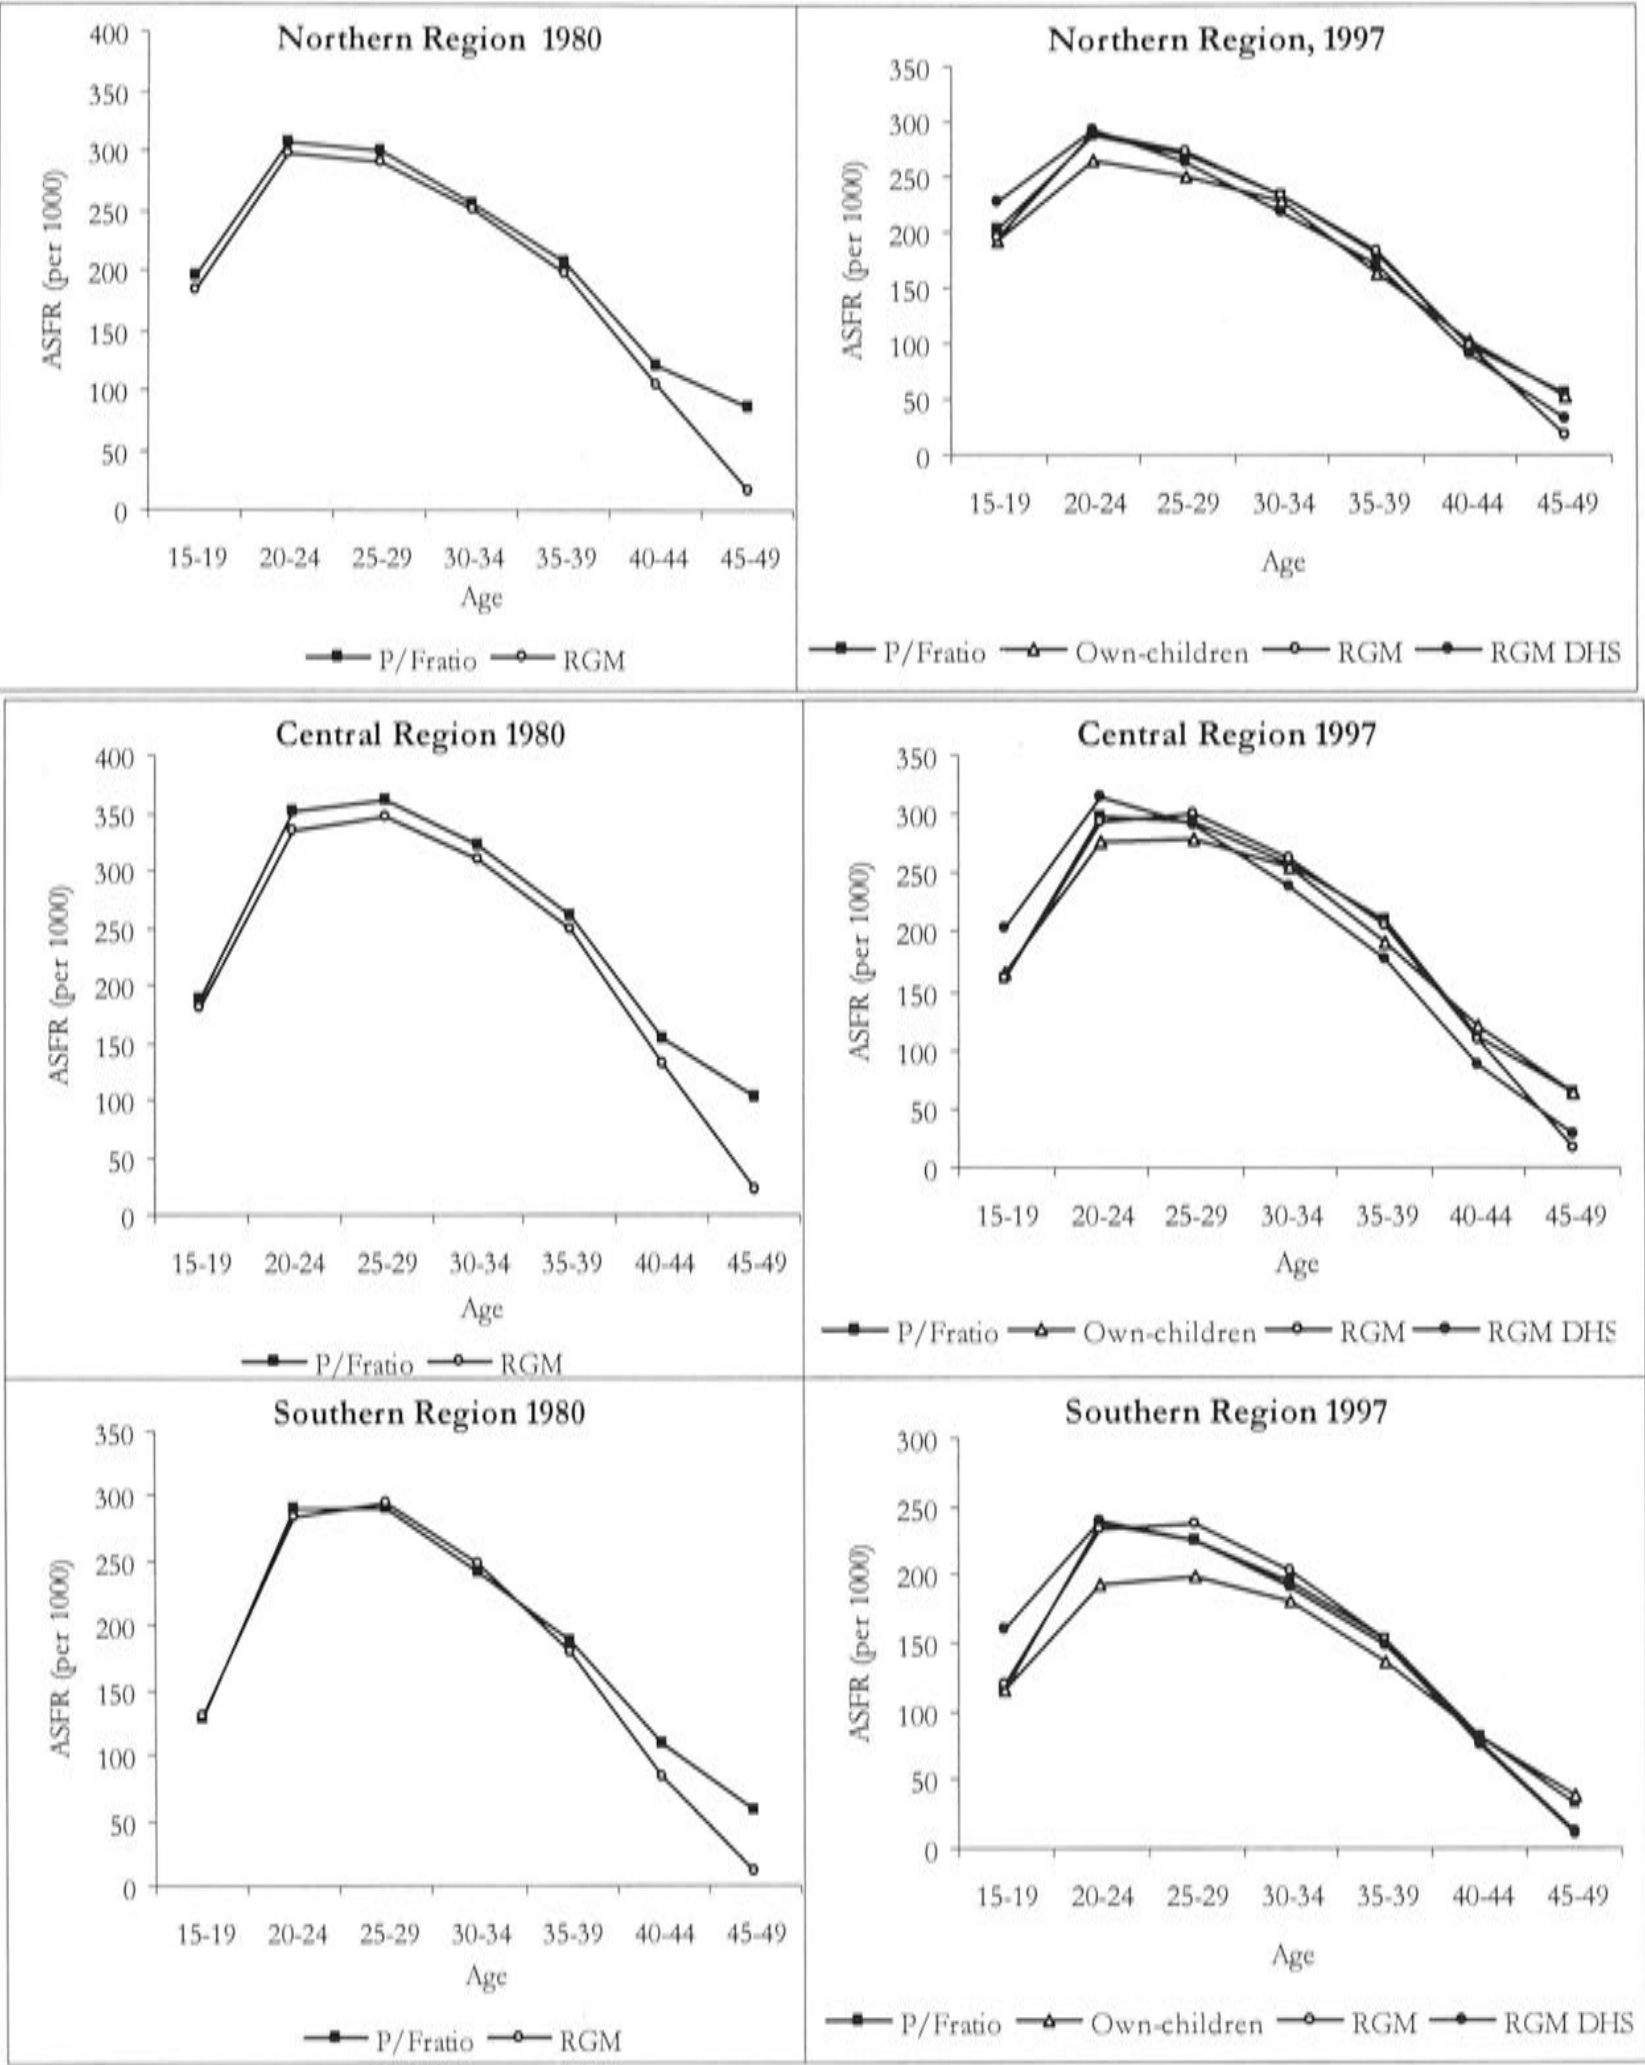 Northern Region 1980
400
350
300
250
200
150
100
50
0
ASFR (per 1000)
15-19 20-24 25-29 30-34 35-39 40-44 45-49
Age
P/Fratio RGM
Northern Region, 1997
350
300
250
200
150
100
50
0
ASFR (per 1000)
15-19 20-24 25-29 30-34 35-39 40-44 45-49
Age
P/Fratio Own-children RGM RGM DHS
Central Region 1980
400
350
300
250
200
150
100
50
0
ASFR (per 1000)
15-19 20-24 25-29 30-34 35-39 40-44 45-49
Age
P/Fratio RGM
Central Region 1997
350
300
250
200
150
100
50
0
ASFR (per 1000)
15-19 20-24 25-29 30-34 35-39 40-44 45-49
Age
P/Fratio Own-children RGM RGM DHS
Southern Region 1980
350
300
250
200
150
100
50
0
ASFR (per 1000)
15-19 20-24 25-29 30-34 35-39 40-44 45-49
Age
P/Fratio RGM
Southern Region 1997
300
250
200
150
100
50
0
ASFR (per 1000)
15-19 20-24 25-29 30-34 35-39 40-44 45-49
Age
P/Fratio Own-children RGM RGM DHS